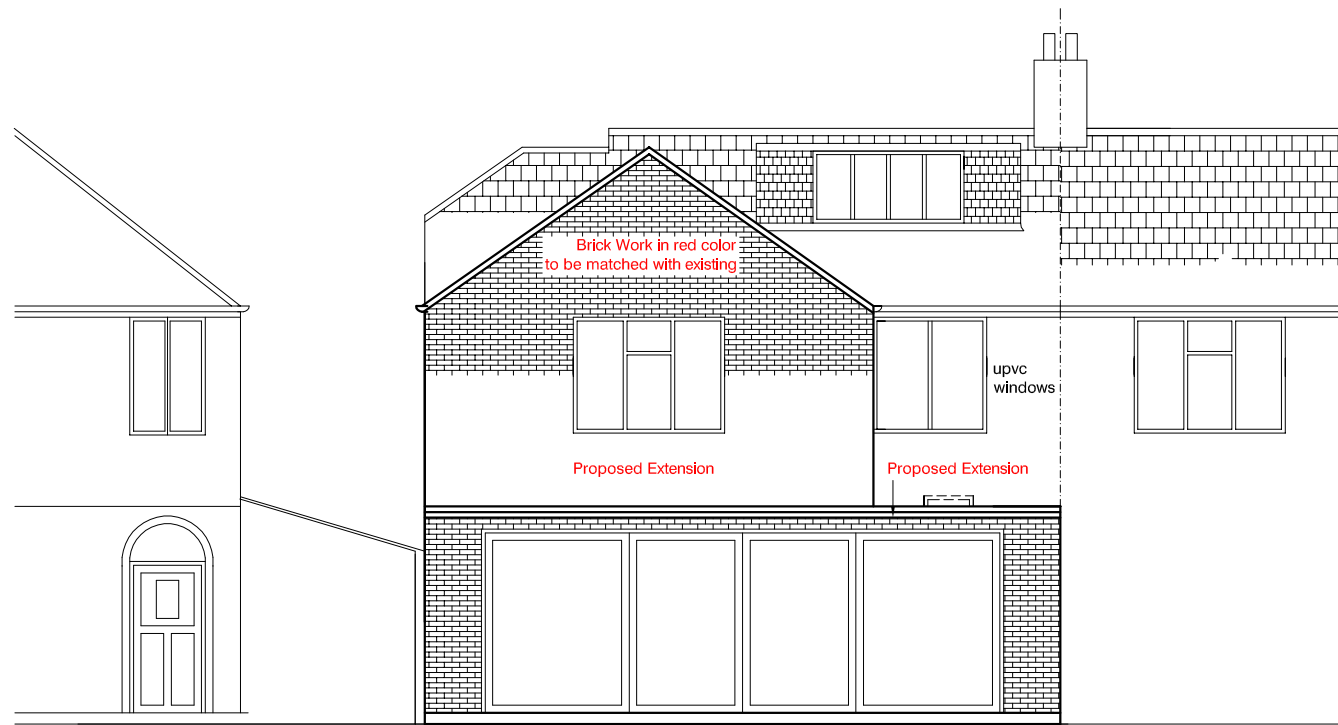 Brick Work in red color
to be matched with existing
upvc
windows
Proposed Extension
Proposed Extension